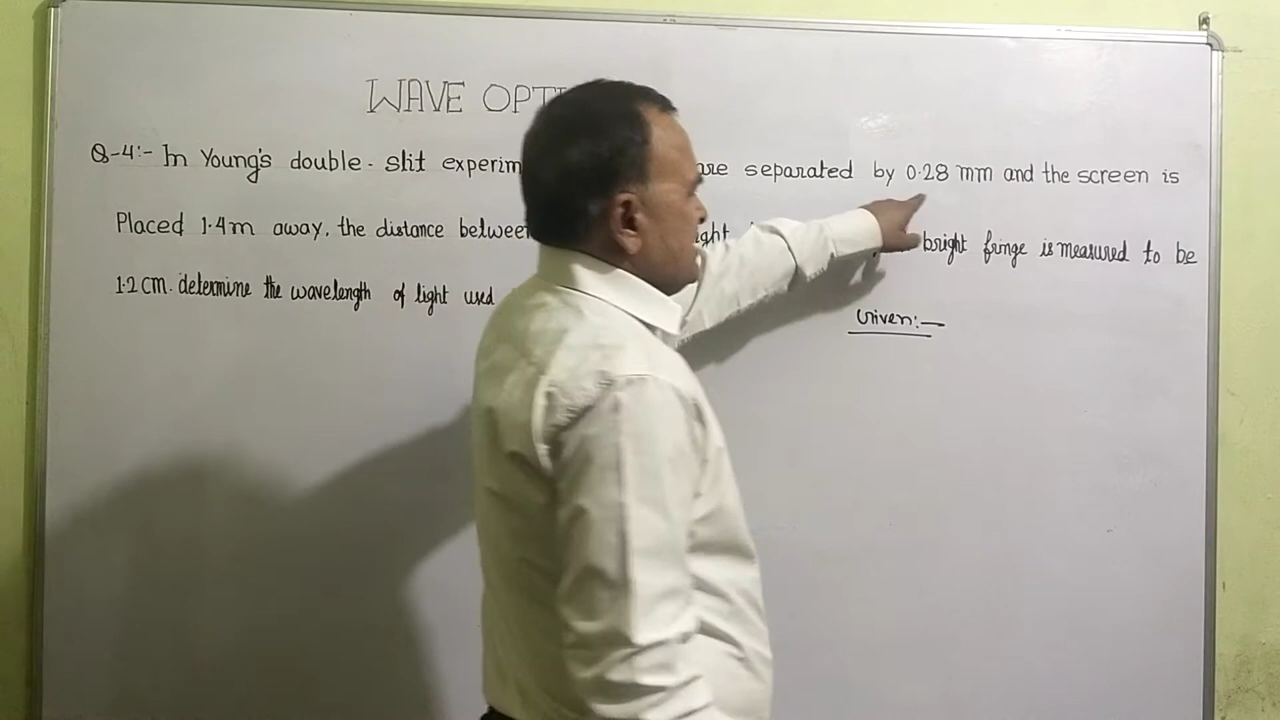 WAVE OPT
Q-4:- In Young's double-slit experim are separated by 0.28 mm and the screen is
Placed 1.4m away, the distance betwee ght bright fringe is measured to be
1.2 cm. determine the wavelength of light used
Given:-